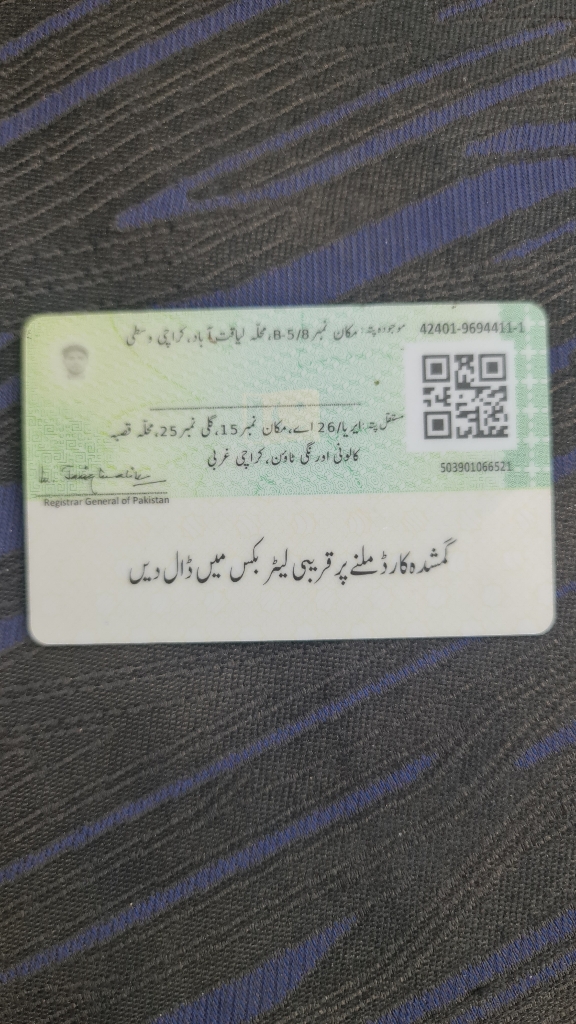 42401-9694411-1
موجودہ پتہ: مکان نمبر B-5/8، محلہ لیاقت آباد، کراچی وسطی
مستقل پتہ: ایریا/26 اے، مکان نمبر 15، گلی نمبر 25، محلہ قصبہ
کالونی اورنگی ٹاؤن، کراچی غربی
503901066521
Registrar General of Pakistan
گمشدہ کارڈ ملنے پر قریبی لیٹر بکس میں ڈال دیں